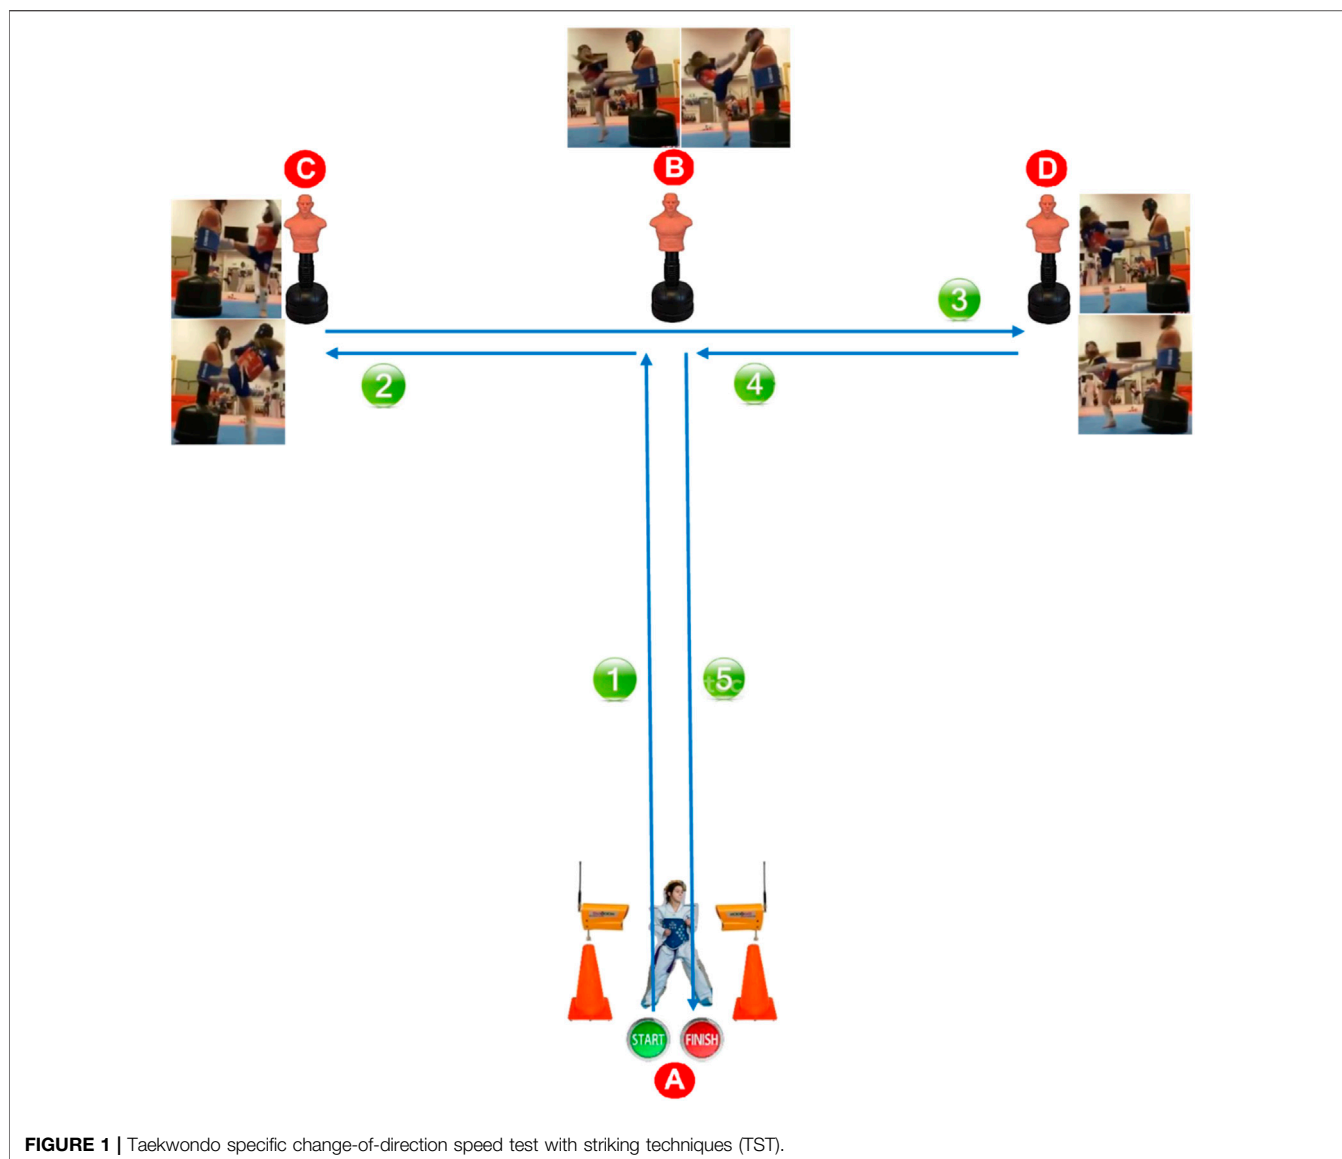 C
B
D
3
2
4
1
5
START
FINISH
A
FIGURE 1 | Taekwondo specific change-of-direction speed test with striking techniques (TST).